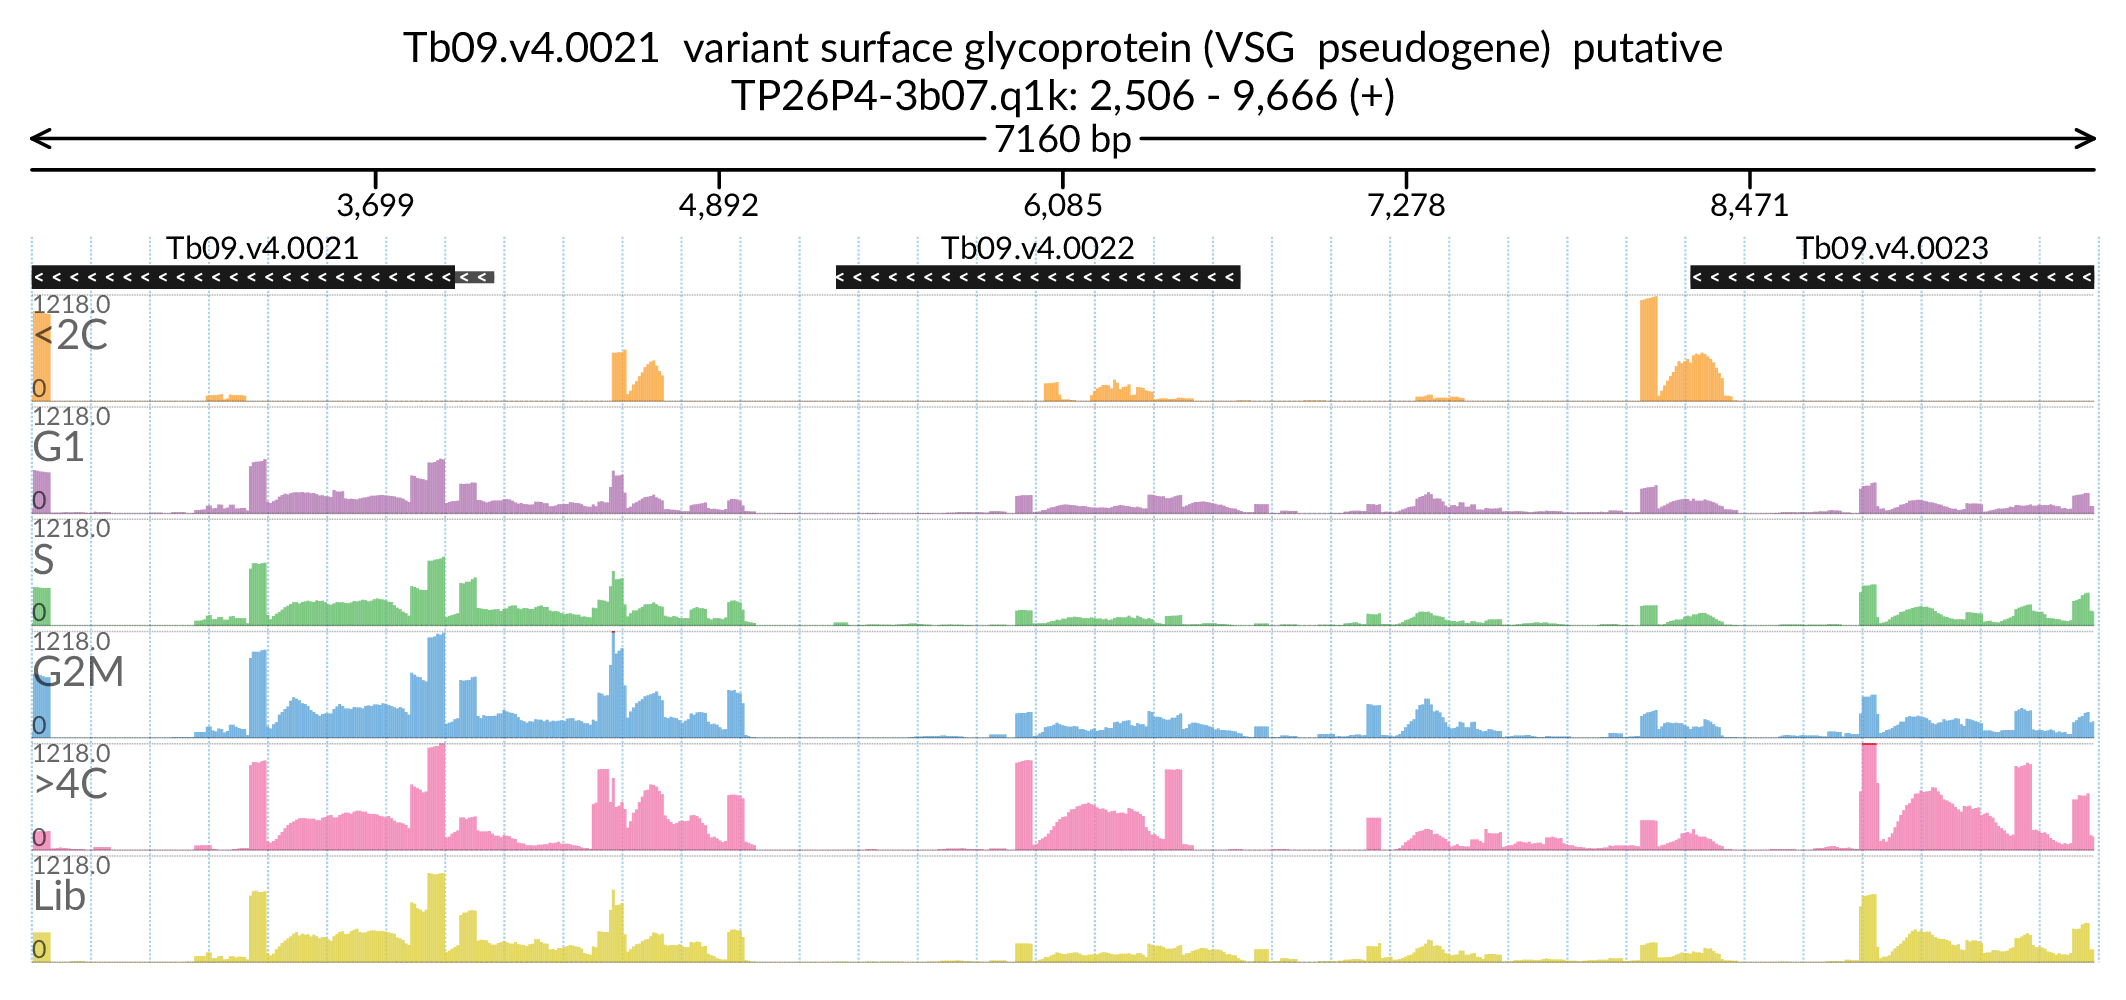 Tb09.v4.0021  variant surface glycoprotein (VSG  pseudogene)  putative
TP26P4-3b07.q1k: 2,506 - 9,666 (+)
7160 bp
3,699 4,892 6,085 7,278 8,471
Tb09.v4.0021 Tb09.v4.0022 Tb09.v4.0023
1218.0
<2C
0
1218.0
G1
0
1218.0
S
0
1218.0
G2M
0
1218.0
>4C
0
1218.0
Lib
0